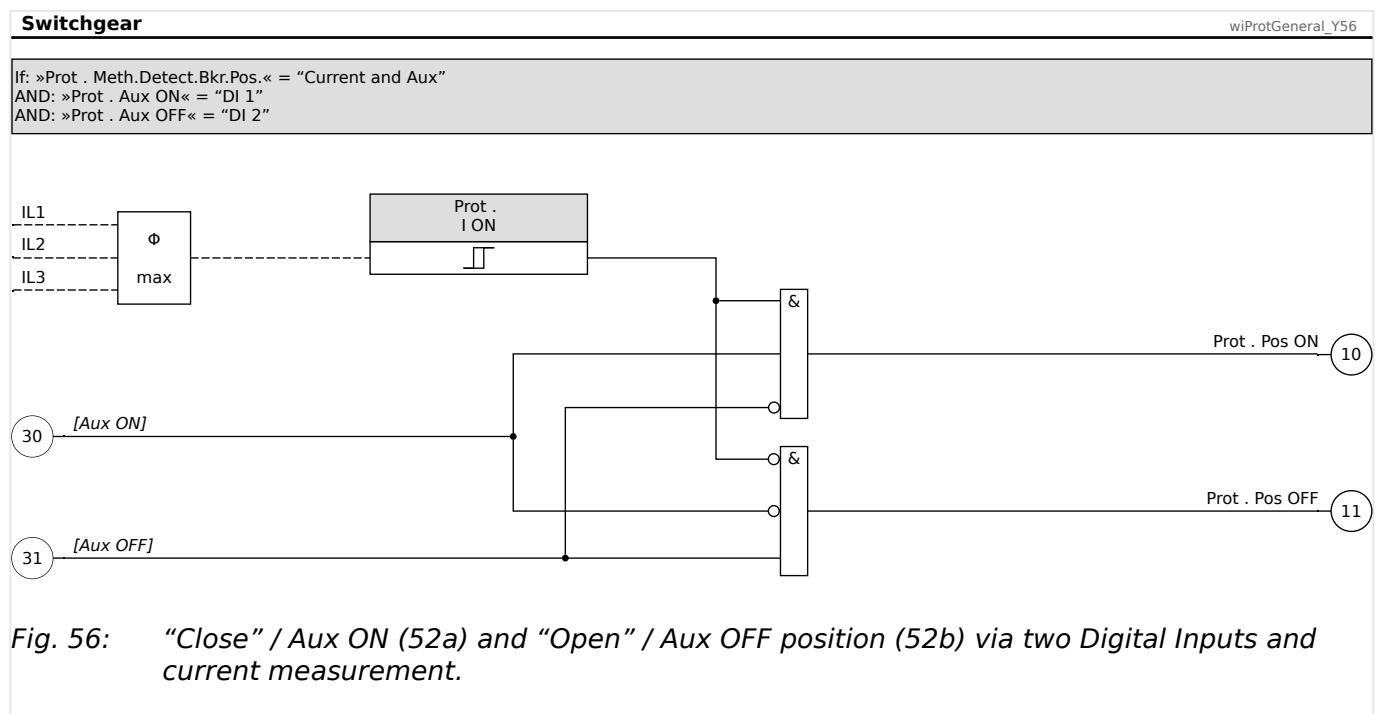 Switchgear
wiProtGeneral_Y56
If: »Prot . Meth.Detect.Bkr.Pos.« = “Current and Aux”
AND: »Prot . Aux ON« = “DI 1”
AND: »Prot . Aux OFF« = “DI 2”
IL1
IL2
IL3
Φ
max
Prot .
I ON
&
Prot . Pos ON
10
30
[Aux ON]
&
Prot . Pos OFF
11
31
[Aux OFF]
Fig. 56: “Close” / Aux ON (52a) and “Open” / Aux OFF position (52b) via two Digital Inputs and
current measurement.